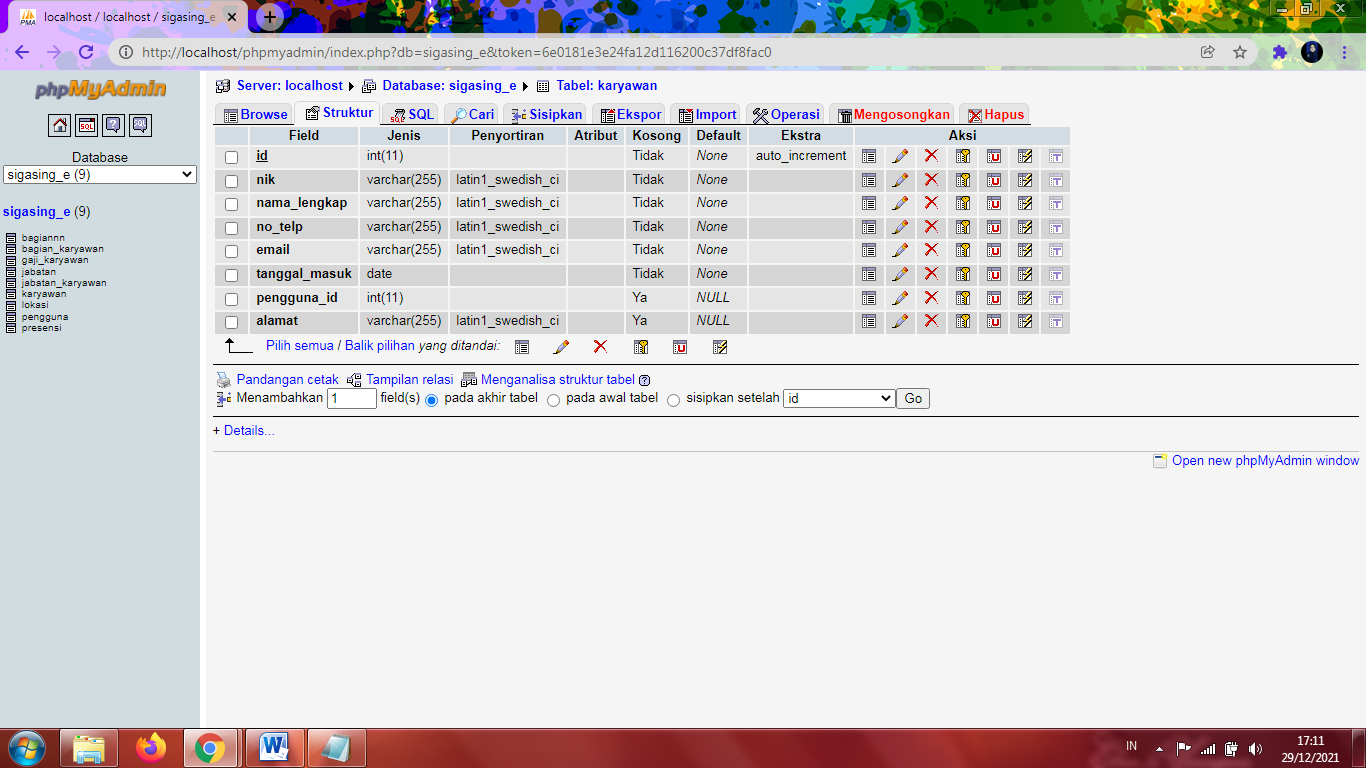 PMA
localhost / localhost / sigasing_e
http://localhost/phpmyadmin/index.php?db=sigasing_e&token=6e0181e3e24fa12d116200c37df8fac0
phpMyAdmin
SQL
Database
sigasing_e (9)
sigasing_e (9)
bagiannn
bagian_karyawan
gaji_karyawan
jabatan
jabatan_karyawan
karyawan
lokasi
pengguna
presensi
Server: localhost Database: sigasing_e Tabel: karyawan
Browse Struktur SQL Cari Sisipkan Ekspor Import Operasi Mengosongkan Hapus
Field Jenis Penyortiran Atribut Kosong Default Ekstra Aksi
id int(11) Tidak None auto_increment
nik varchar(255) latin1_swedish_ci Tidak None
nama_lengkap varchar(255) latin1_swedish_ci Tidak None
no_telp varchar(255) latin1_swedish_ci Tidak None
email varchar(255) latin1_swedish_ci Tidak None
tanggal_masuk date Tidak None
pengguna_id int(11) Ya NULL
alamat varchar(255) latin1_swedish_ci Ya NULL
Pilih semua / Balik pilihan yang ditandai:
Pandangan cetak Tampilan relasi Menganalisa struktur tabel
Menambahkan 1 field(s) pada akhir tabel pada awal tabel sisipkan setelah id Go
+ Details...
Open new phpMyAdmin window
IN
17:11
29/12/2021